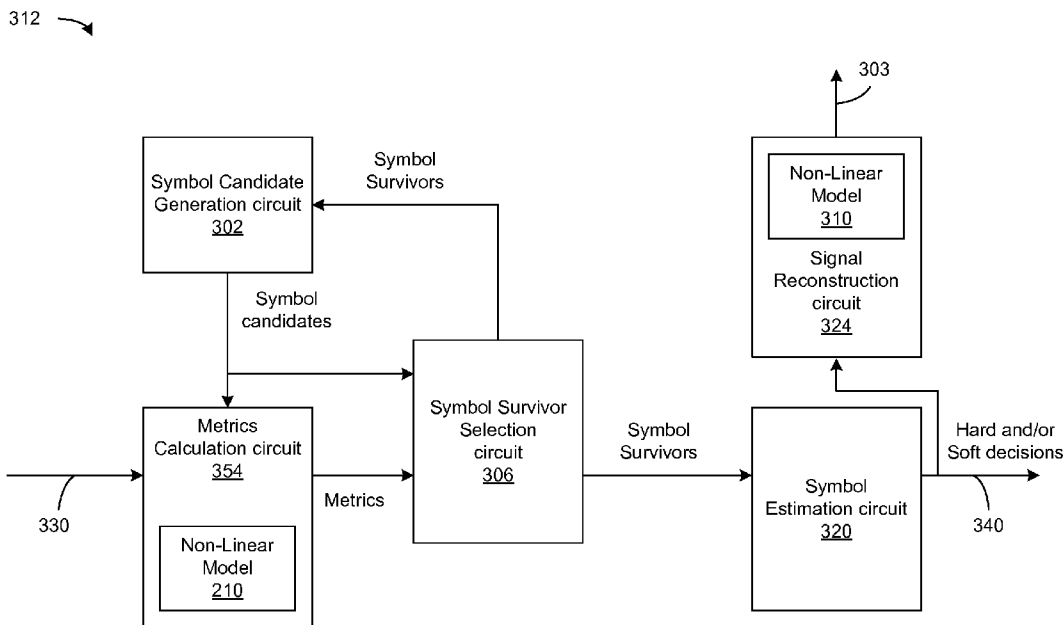 312
303
Symbol Candidate
Generation circuit
302
Symbol
Survivors
Non-Linear
Model
310
Signal
Reconstruction
circuit
324
Symbol
candidates
Metrics
Calculation circuit
354
Non-Linear
Model
210
330
Metrics
Symbol Survivor
Selection
circuit
306
Symbol
Survivors
Symbol
Estimation circuit
320
Hard and/or
Soft decisions
340